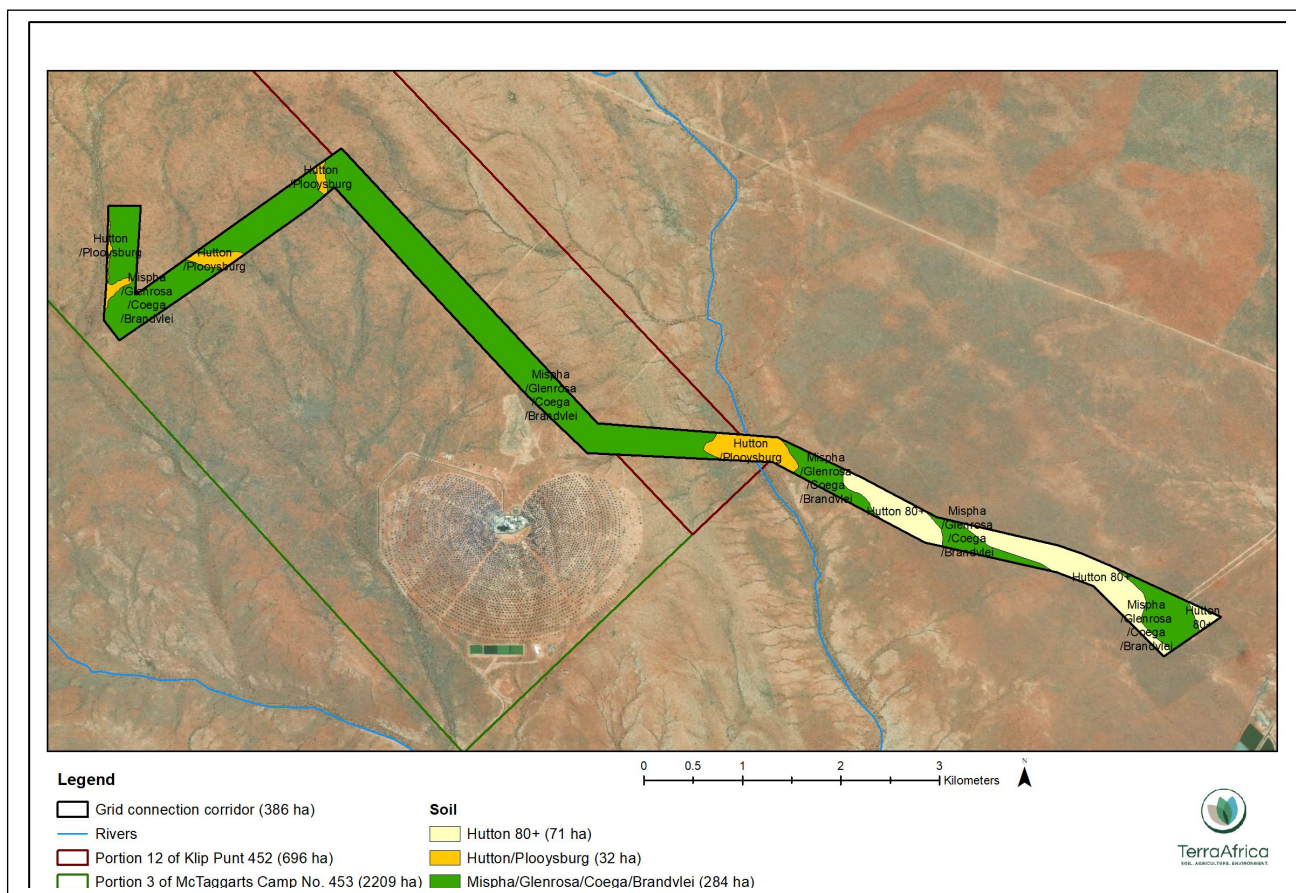 Hutton
/Plooysburg
Hutton
/Plooysburg
Hutton
/Plooysburg
Mispha
/Glenrosa
/Coega
/Brandvlei
Mispha
/Glenrosa
/Coega
/Brandvlei
Hutton
/Plooysburg
Mispha
/Glenrosa
/Coega
/Brandvlei
Hutton 80+
Mispha
/Glenrosa
/Coega
/Brandvlei
Hutton 80+
Mispha
/Glenrosa
/Coega
/Brandvlei
Hutton
80+
0 0.5 1 2 3
Kilometers
N
Legend
Grid connection corridor (386 ha)
Rivers
Portion 12 of Klip Punt 452 (696 ha)
Portion 3 of McTaggarts Camp No. 453 (2209 ha)
Soil
Hutton 80+ (71 ha)
Hutton/Plooysburg (32 ha)
Mispha/Glenrosa/Coega/Brandvlei (284 ha)
TerraAfrica
SOIL. AGRICULTURE. ENVIRONMENT.